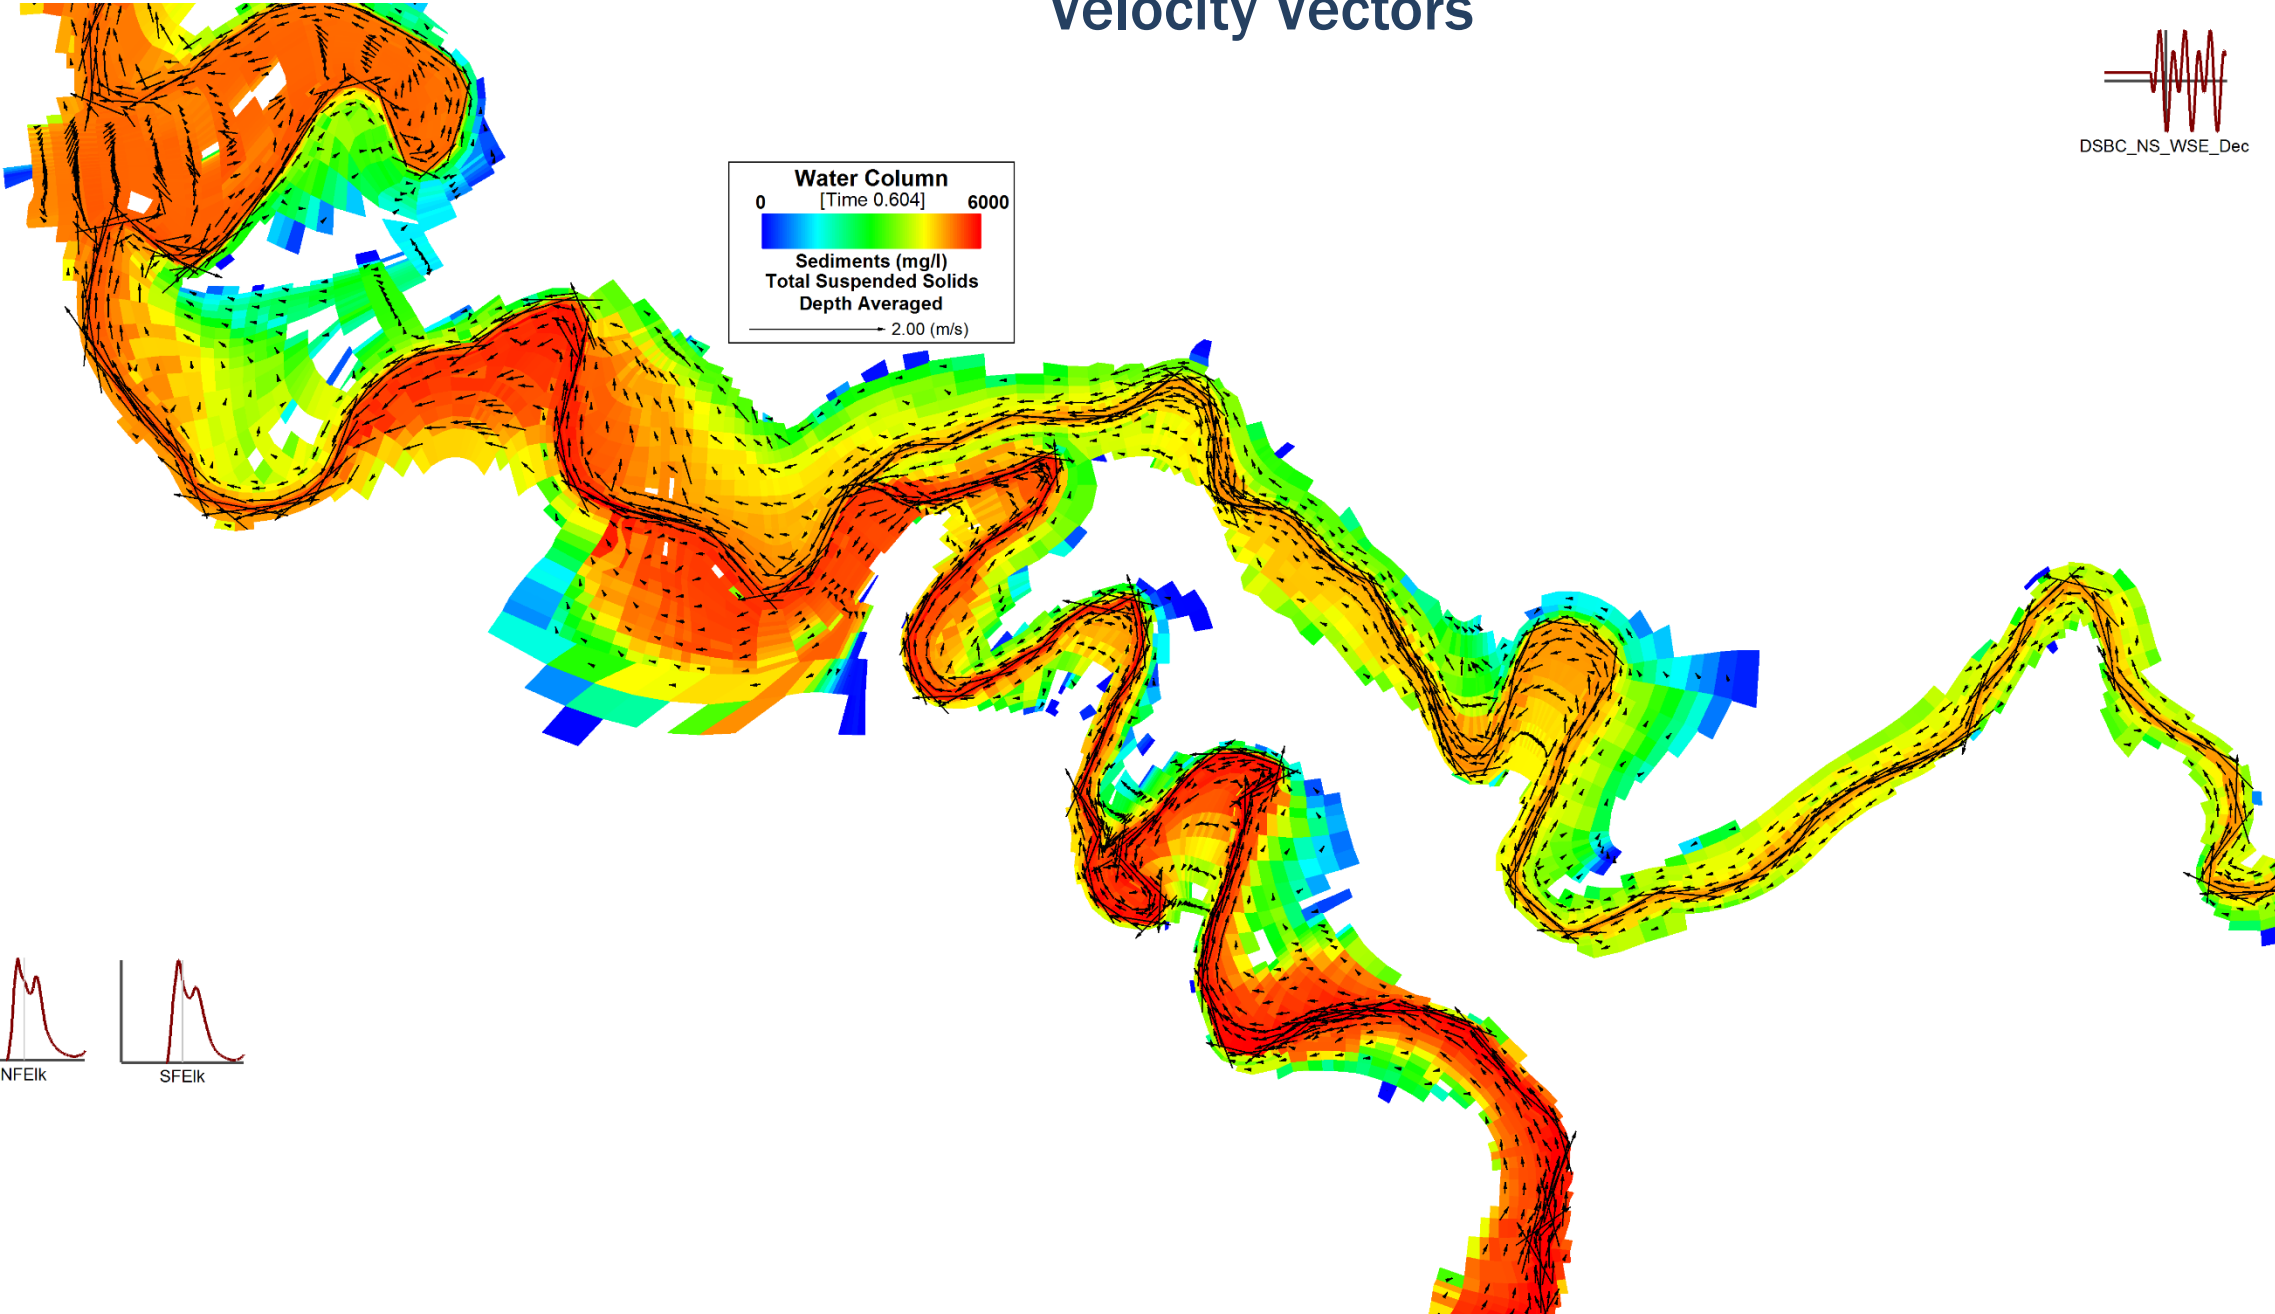 Velocity Vectors
DSBC_NS_WSE_Dec
Water Column
0 [Time 0.604] 6000
Sediments (mg/l)
Total Suspended Solids
Depth Averaged
2.00 (m/s)
NFElk
SFElk